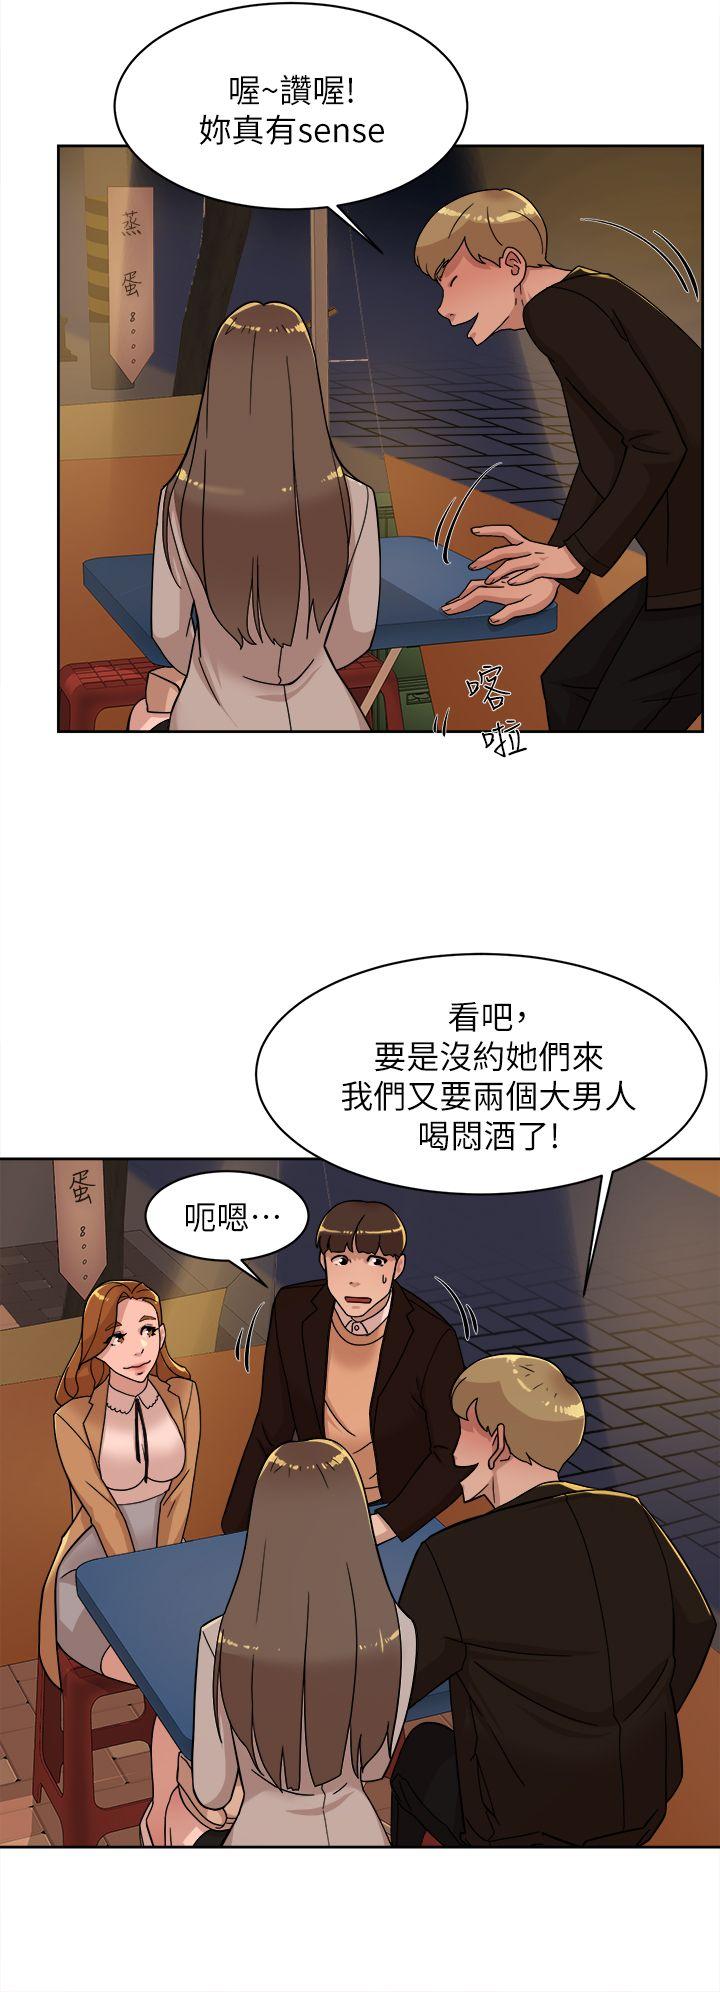 喔~讚喔!
妳真有sense
蒸蛋⋯⋯
喀啦
看吧,
要是沒約她們來
我們又要兩個大男人
喝悶酒了!
呃嗯⋯
蛋⋯⋯